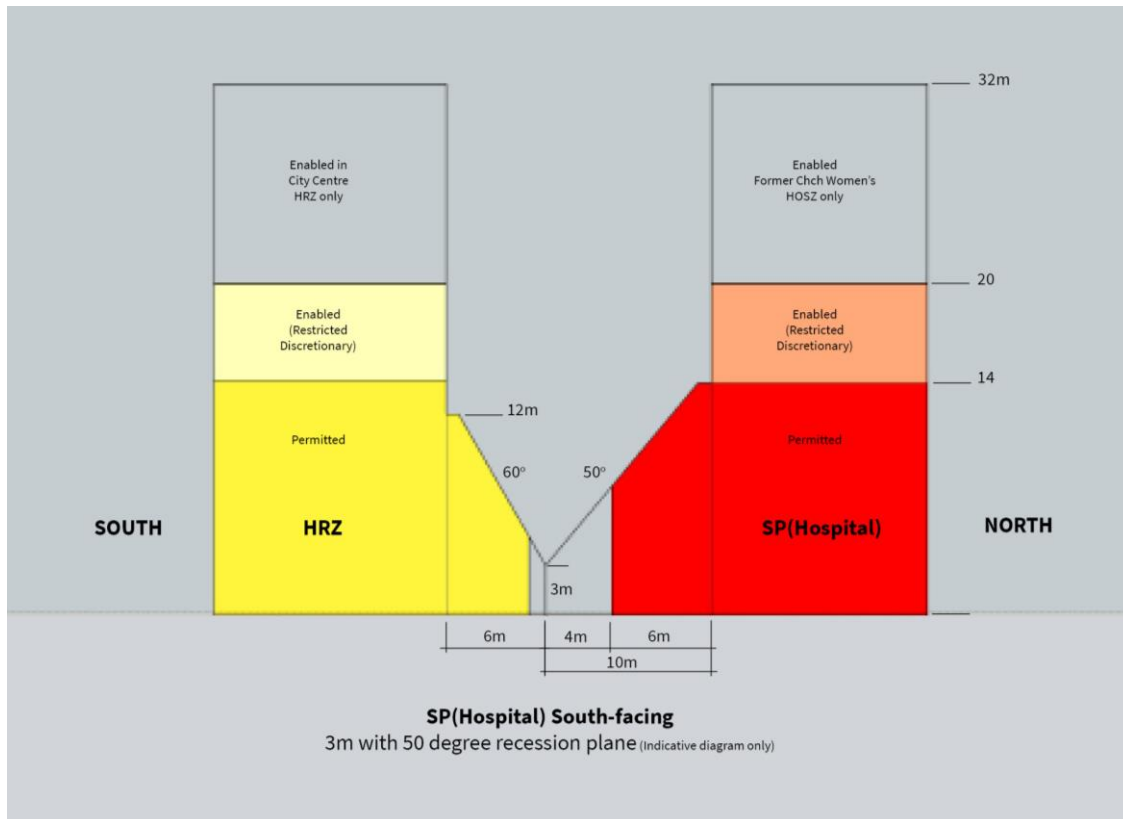 32m
Enabled in
City Centre
HRZ only
Enabled
Former Chch Women's
HOSZ only
20
Enabled
(Restricted
Discretionary)
Enabled
(Restricted
Discretionary)
14
12m
Permitted
Permitted
60°
50°
SOUTH
HRZ
SP(Hospital)
NORTH
3m
6m
4m
6m
10m
SP(Hospital) South-facing
3m with 50 degree recession plane (Indicative diagram only)